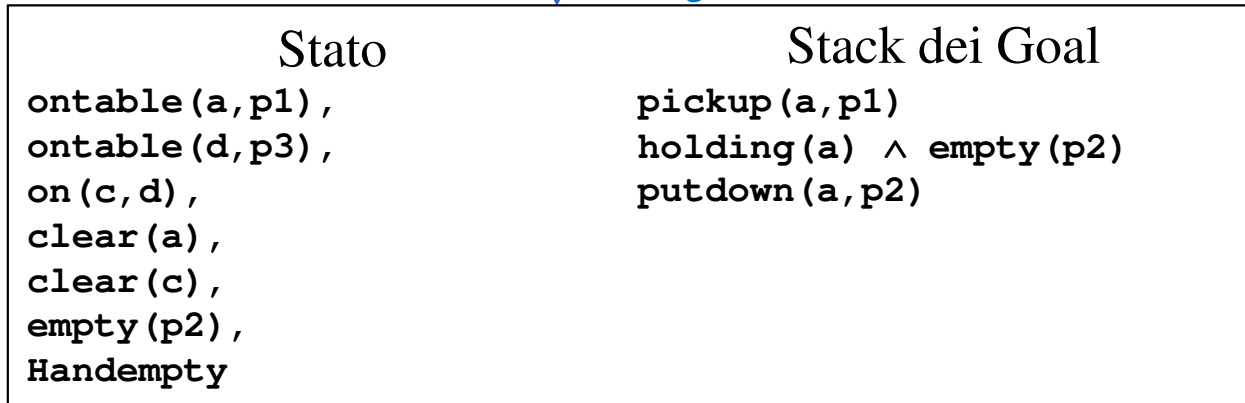 Stato
ontable(a,p1),
ontable(d,p3),
on(c,d),
clear(a),
clear(c),
empty(p2),
Handempty
Stack dei Goal
pickup(a,p1)
holding(a) ∧ empty(p2)
putdown(a,p2)